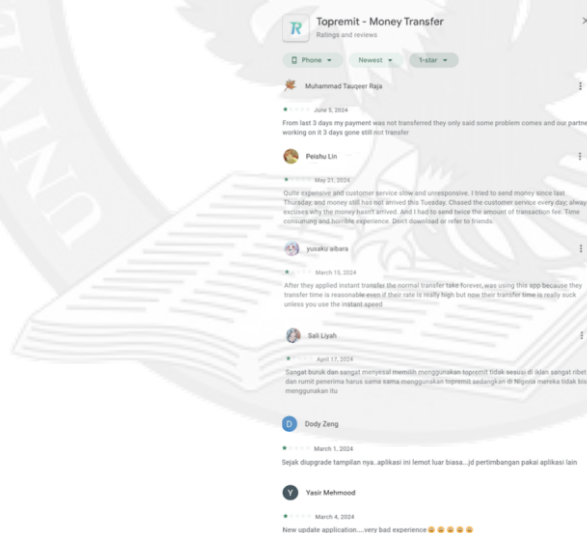 Topremit - Money Transfer
Ratings and reviews
Phone
Newest
1-star
Muhammad Tauqeer Raja
June 5, 2024
From last 3 days my payment was not transferred they only said some problem comes and our partne
working on it 3 days gone still not transfer
Peishu Lin
May 21, 2024
Quite expensive and customer service slow and unresponsive. I tried to send money since last
Thursday and money still has not arrived this Tuesday. Chased the customer service every day, alway
excuses why the money hasn't arrived. And I had to send twice the amount of transaction fee. Time
consuming and horrible experience. Don't download or refer to friends.
yusaku aibara
March 15, 2024
After they applied instant transfer the normal transfer take forever,was using this app because they
transfer time is reasonable even if their rate is really high but now their transfer time is really suck
unless you use the instant speed
Sali Liyah
April 17, 2024
Sangat buruk dan sangat menyesal memilih menggunakan topremit tidak sesusi di iklan sangat ribet
dan rumit penerima harus sama sama menggunakan topremit sedangkan di Nigeria mereka tidak bis
menggunakan itu
D Dody Zeng
March 1, 2024
Sejak diupgrade tampilan nya..aplikasi ini lemot luar biasa...jd pertimbangan pakai aplikasi lain
Y Yasir Mehmood
March 4, 2024
New update application....very bad experience😩😩😩😩😩